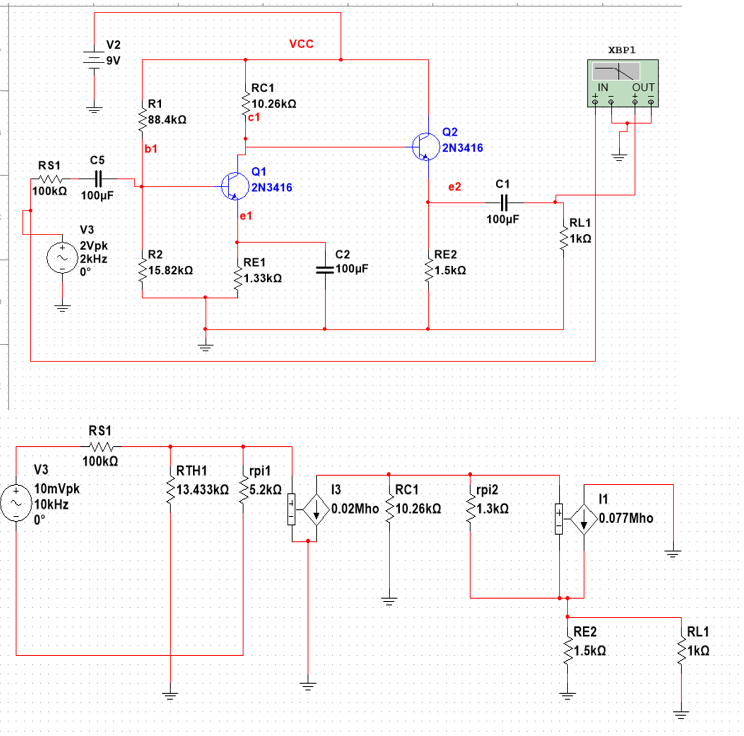 VCC
XBP1
IN OUT
V2
9V
R1
88.4kΩ
RC1
10.26kΩ
c1
b1
Q2
2N3416
RS1
100kΩ
C5
100µF
Q1
2N3416
e1
e2
C1
100µF
V3
2Vpk
2kHz
0°
R2
15.82kΩ
RE1
1.33kΩ
C2
100µF
RE2
1.5kΩ
RL1
1kΩ
RS1
100kΩ
V3
10mVpk
10kHz
0°
RTH1
13.433kΩ
rpi1
5.2kΩ
I3
0.02Mho
RC1
10.26kΩ
rpi2
1.3kΩ
I1
0.077Mho
RE2
1.5kΩ
RL1
1kΩ